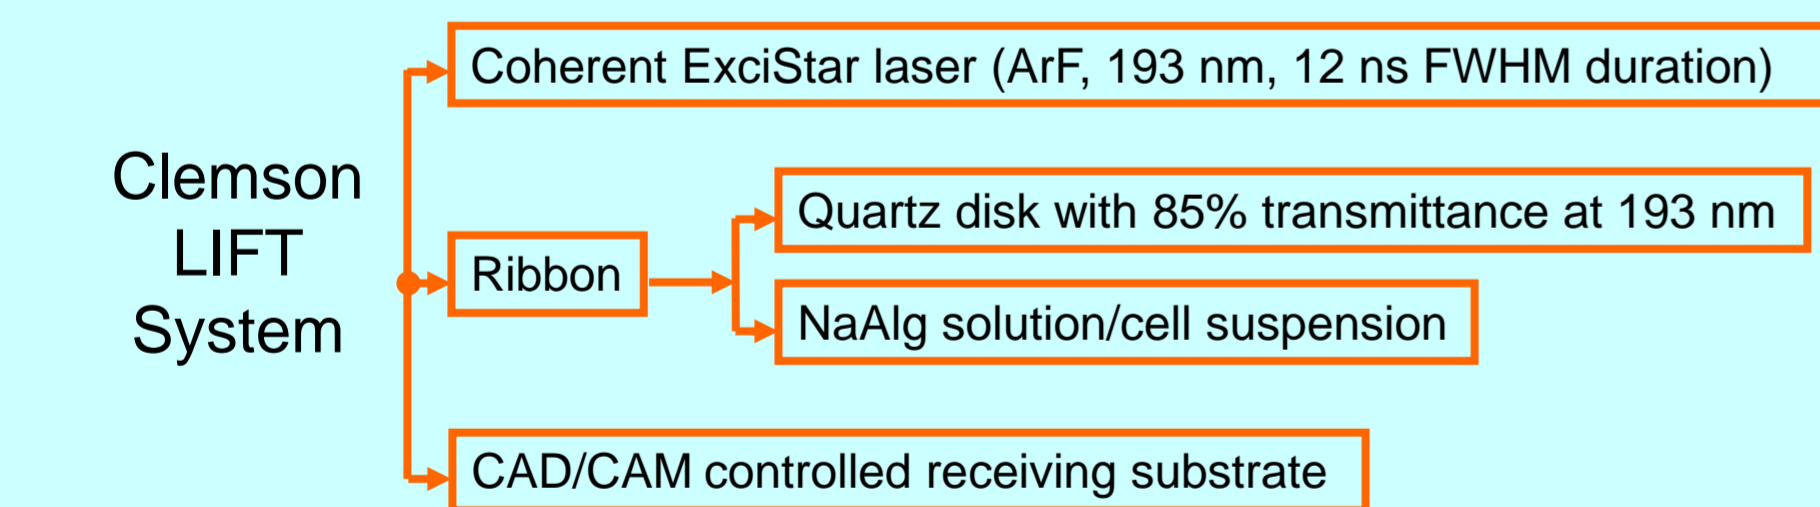 Clemson
LIFT
System
Coherent ExciStar laser (ArF, 193 nm, 12 ns FWHM duration)
Ribbon
Quartz disk with 85% transmittance at 193 nm
NaAlg solution/cell suspension
CAD/CAM controlled receiving substrate